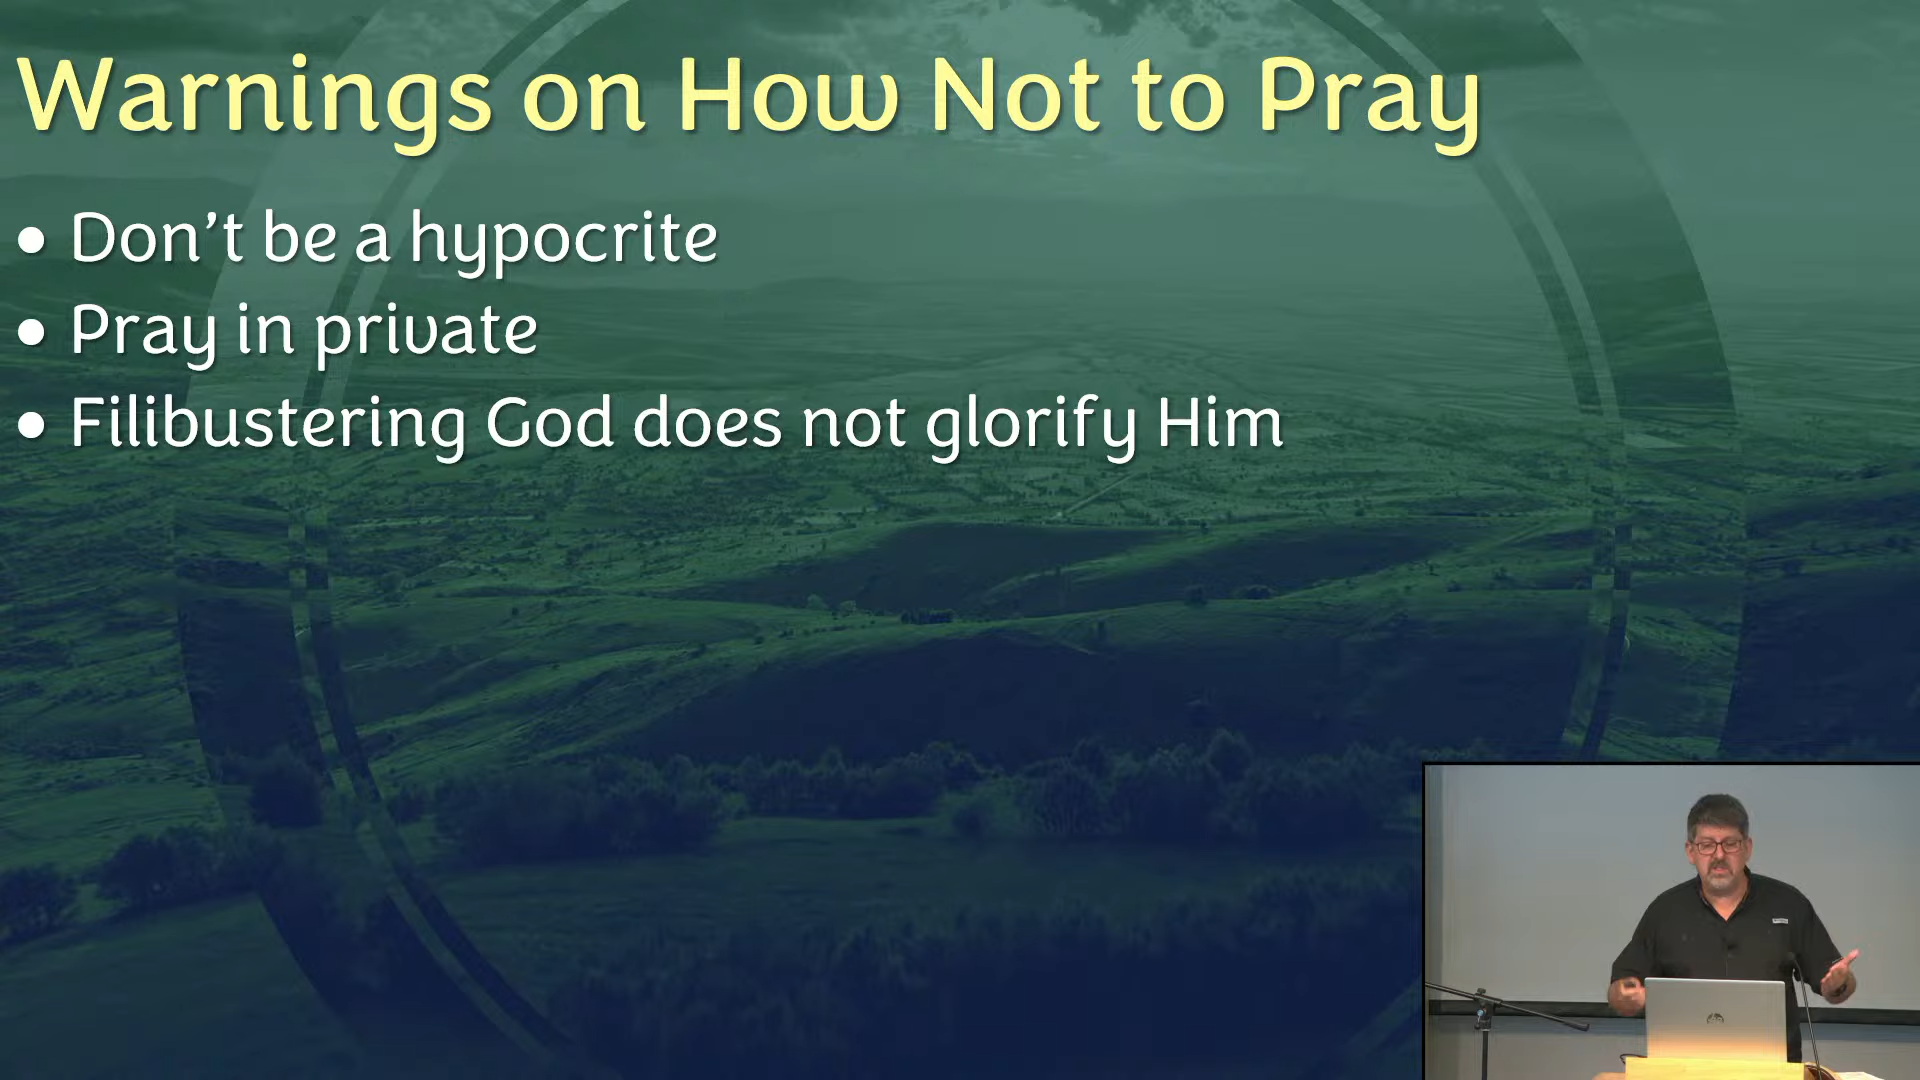 Warnings on How Not to Pray
• Don’t be a hypocrite
• Pray in private
• Filibustering God does not glorify Him